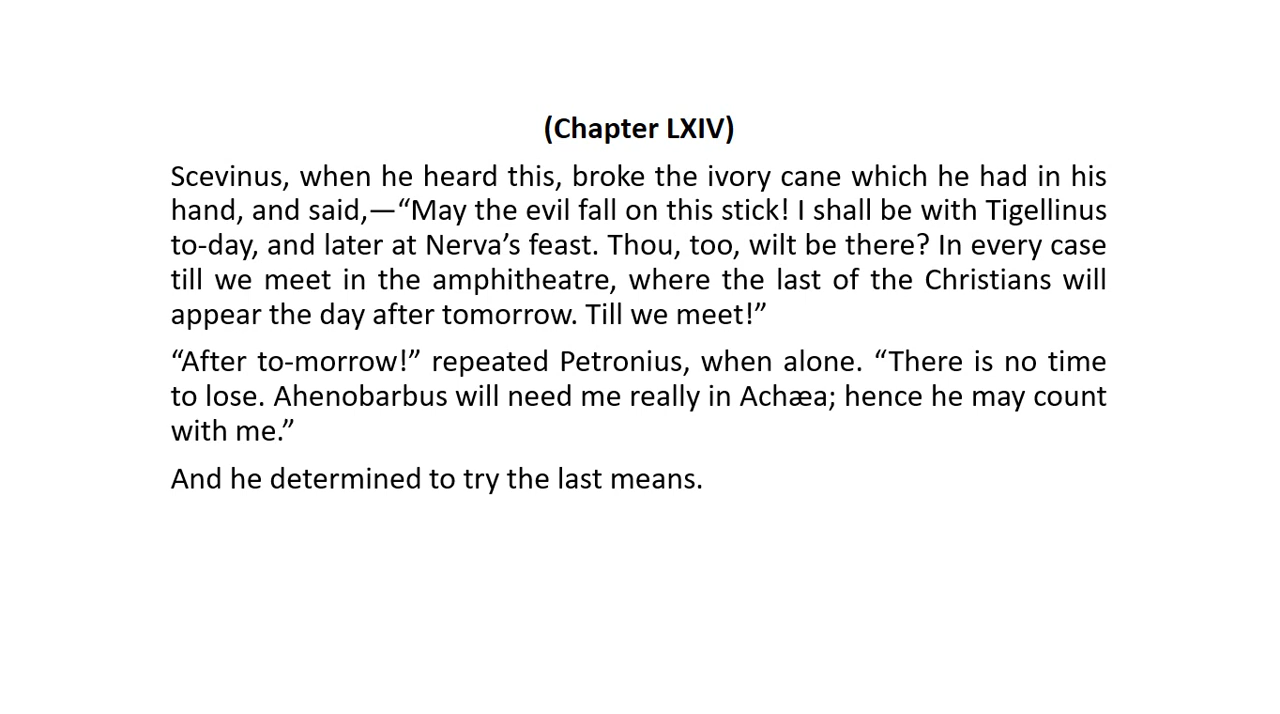 (Chapter LXIV)
Scevinus, when he heard this, broke the ivory cane which he had in his
hand, and said,—“May the evil fall on this stick! I shall be with Tigellinus
to-day, and later at Nerva’s feast. Thou, too, wilt be there? In every case
till we meet in the amphitheatre, where the last of the Christians will
appear the day after tomorrow. Till we meet!”
“After to-morrow!” repeated Petronius, when alone. “There is no time
to lose. Ahenobarbus will need me really in Achæa; hence he may count
with me.”
And he determined to try the last means.